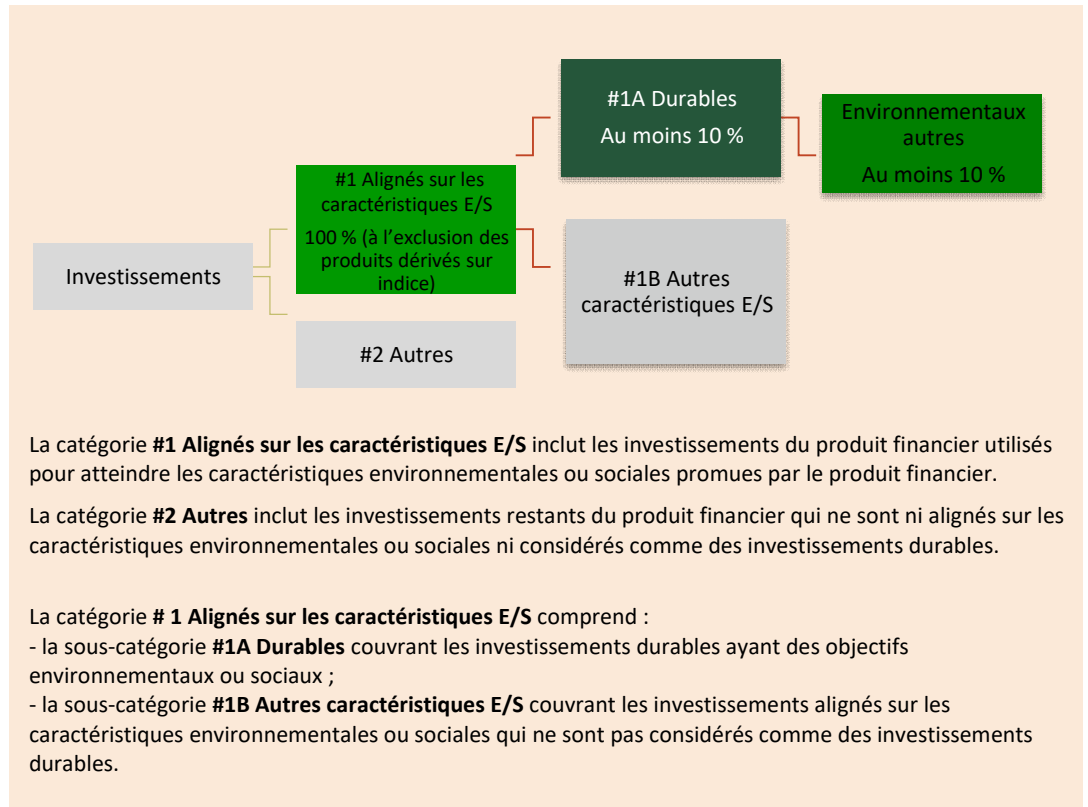 #1A Durables
Au moins 10 %
Environnementaux
autres
Au moins 10 %
#1 Alignés sur les
caractéristiques E/S
100 % (à l’exclusion des
produits dérivés sur
indice)
Investissements
#1B Autres
caractéristiques E/S
#2 Autres
La catégorie #1 Alignés sur les caractéristiques E/S inclut les investissements du produit financier utilisés
pour atteindre les caractéristiques environnementales ou sociales promues par le produit financier.
La catégorie #2 Autres inclut les investissements restants du produit financier qui ne sont ni alignés sur les
caractéristiques environnementales ou sociales ni considérés comme des investissements durables.
La catégorie # 1 Alignés sur les caractéristiques E/S comprend :
- la sous-catégorie #1A Durables couvrant les investissements durables ayant des objectifs
environnementaux ou sociaux ;
- la sous-catégorie #1B Autres caractéristiques E/S couvrant les investissements alignés sur les
caractéristiques environnementales ou sociales qui ne sont pas considérés comme des investissements
durables.